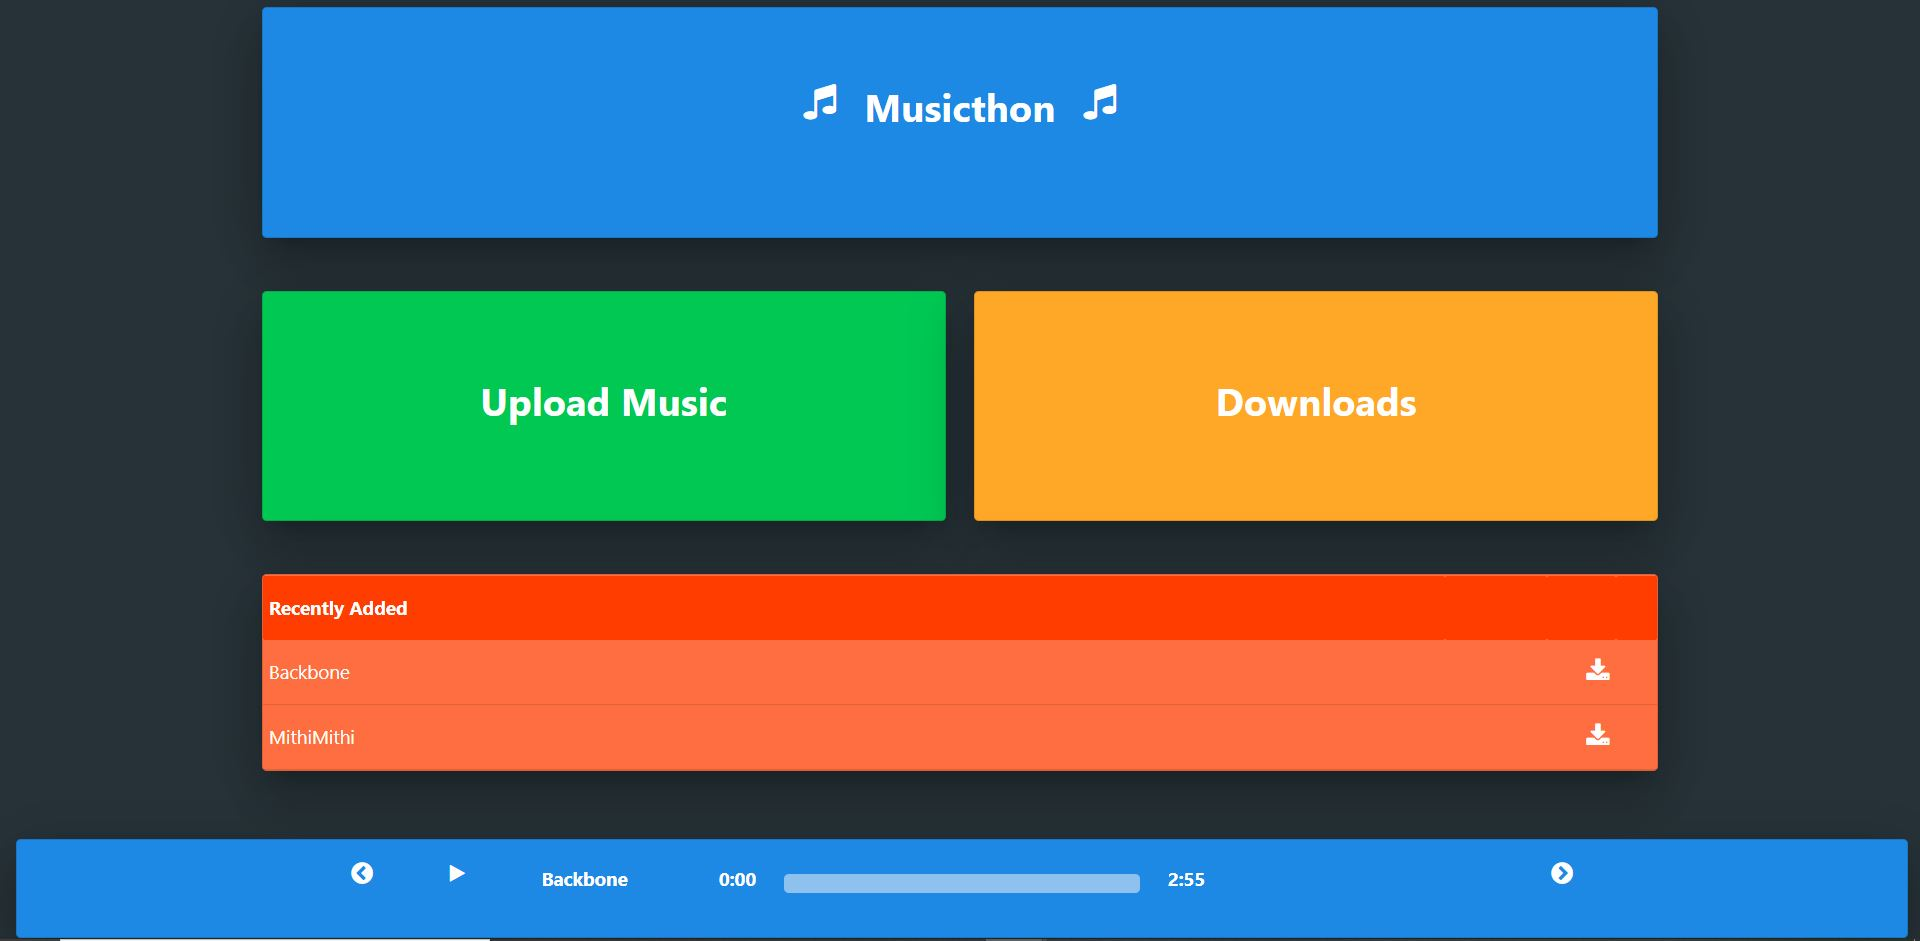 Musicthon
Upload Music
Downloads
Recently Added
Backbone
MithiMithi
Backbone 0:00 2:55